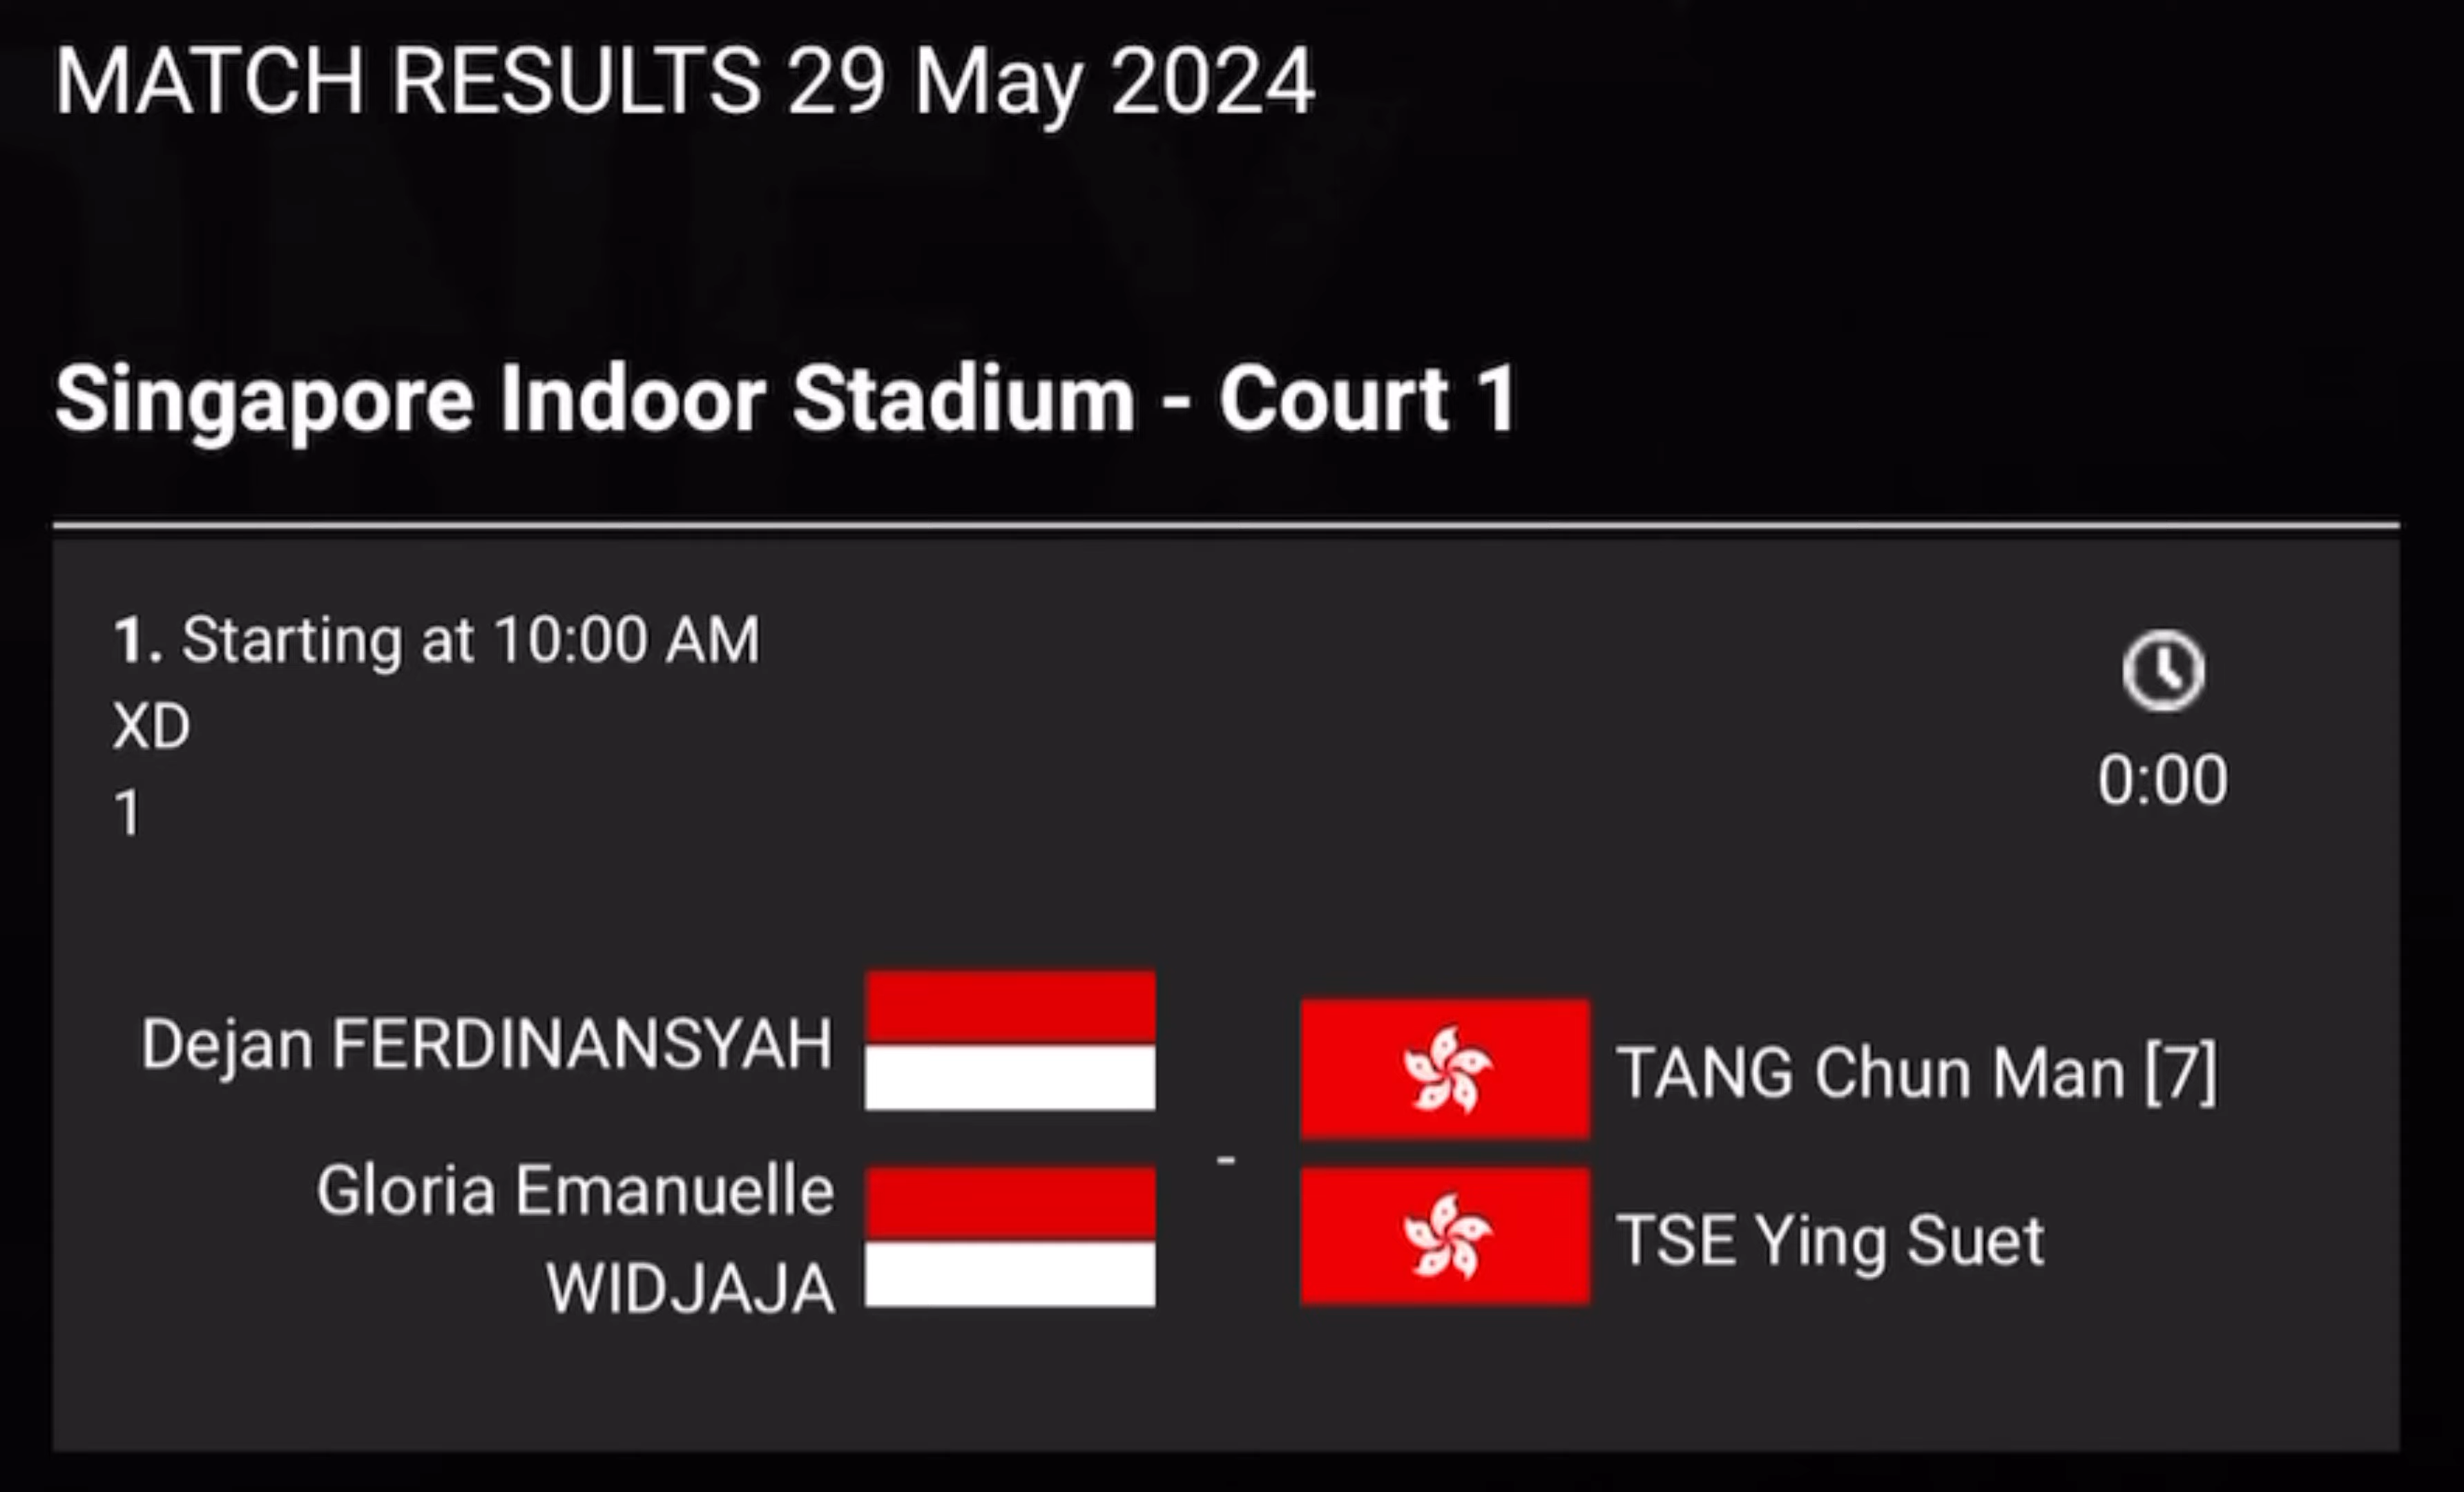 MATCH RESULTS 29 May 2024
Singapore Indoor Stadium - Court 1
1. Starting at 10:00 AM
XD
1
0:00
Dejan FERDINANSYAH
Gloria Emanuelle
WIDJAJA
-
TANG Chun Man [7]
TSE Ying Suet